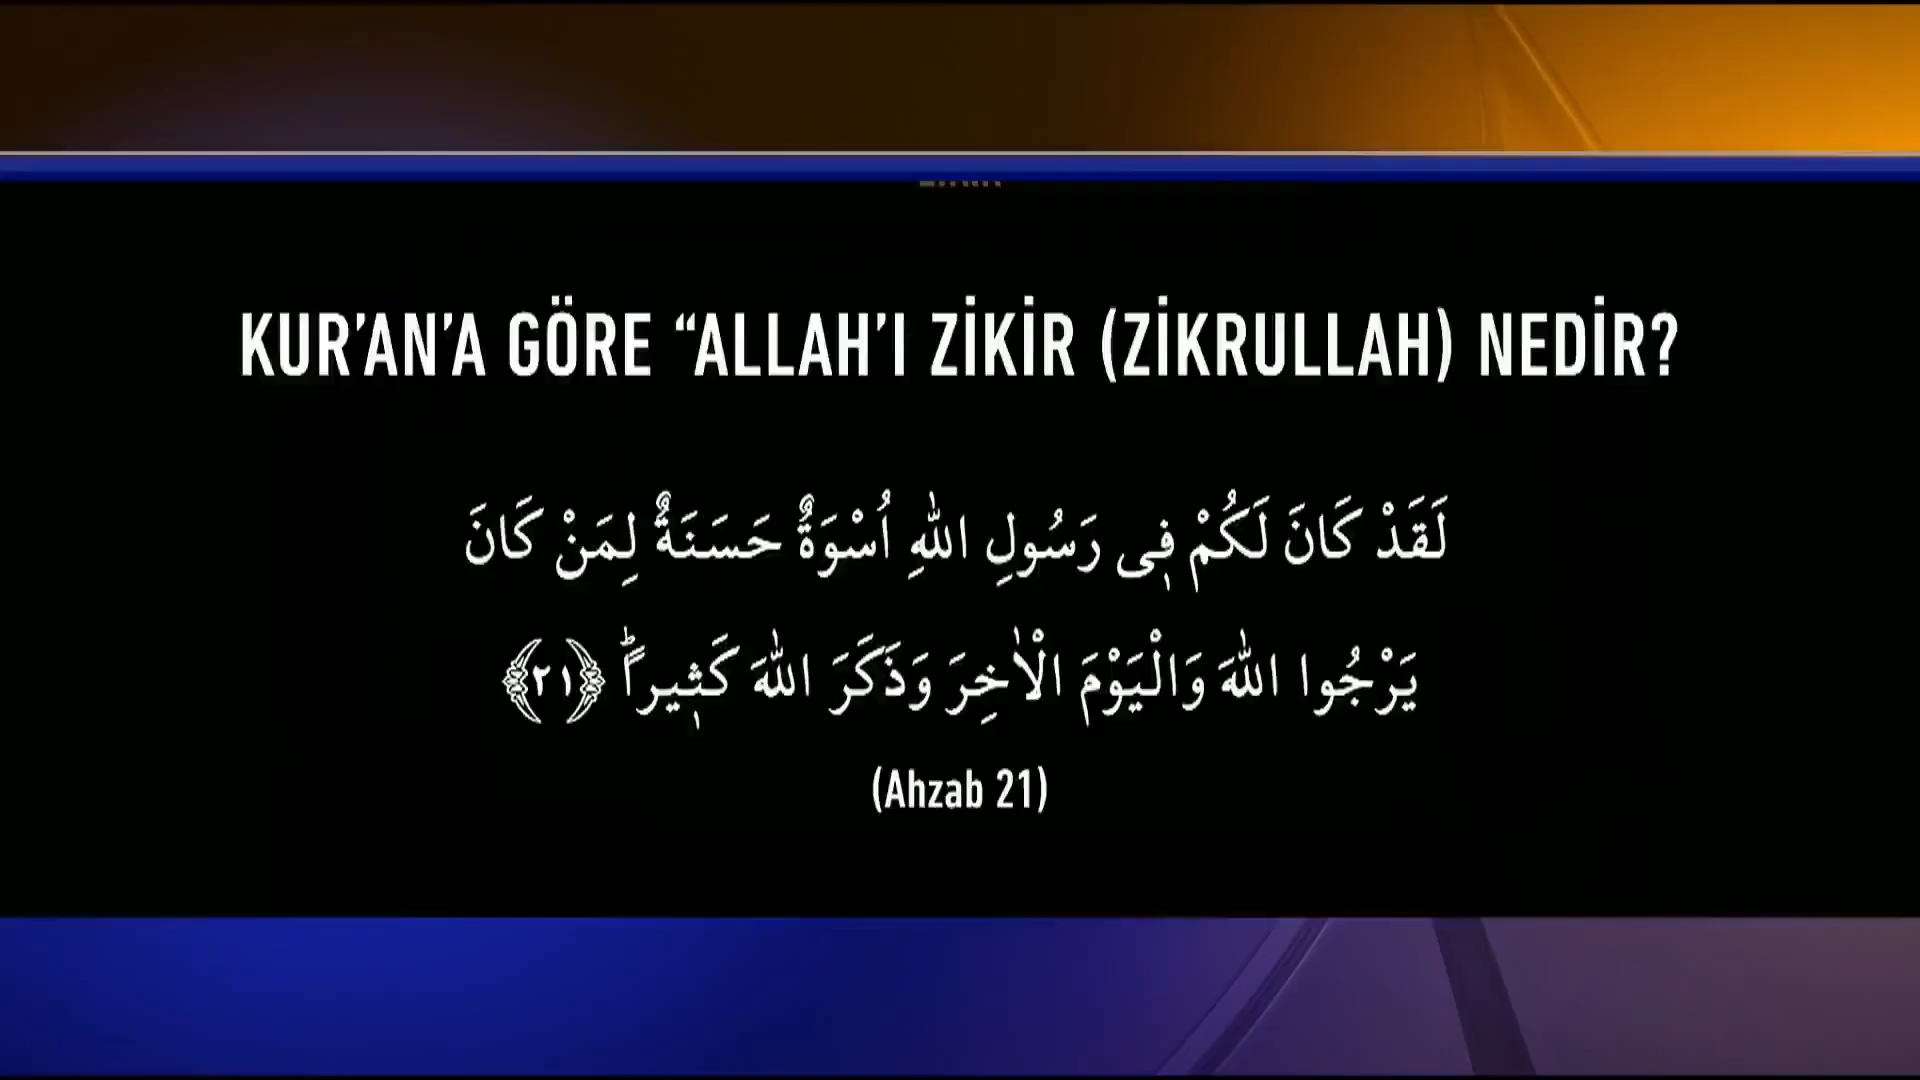 KUR’AN’A GÖRE “ALLAH’I ZİKİR (ZİKRULLAH) NEDİR?
لَقَدْ كَانَ لَكُمْ فٖى رَسُولِ اللّٰهِ اُسْوَةٌ حَسَنَةٌ لِمَنْ كَانَ
يَرْجُوا اللّٰهَ وَالْيَوْمَ الْاٰخِرَ وَذَكَرَ اللّٰهَ كَثٖيراًؕ ﴿٢١﴾
(Ahzab 21)